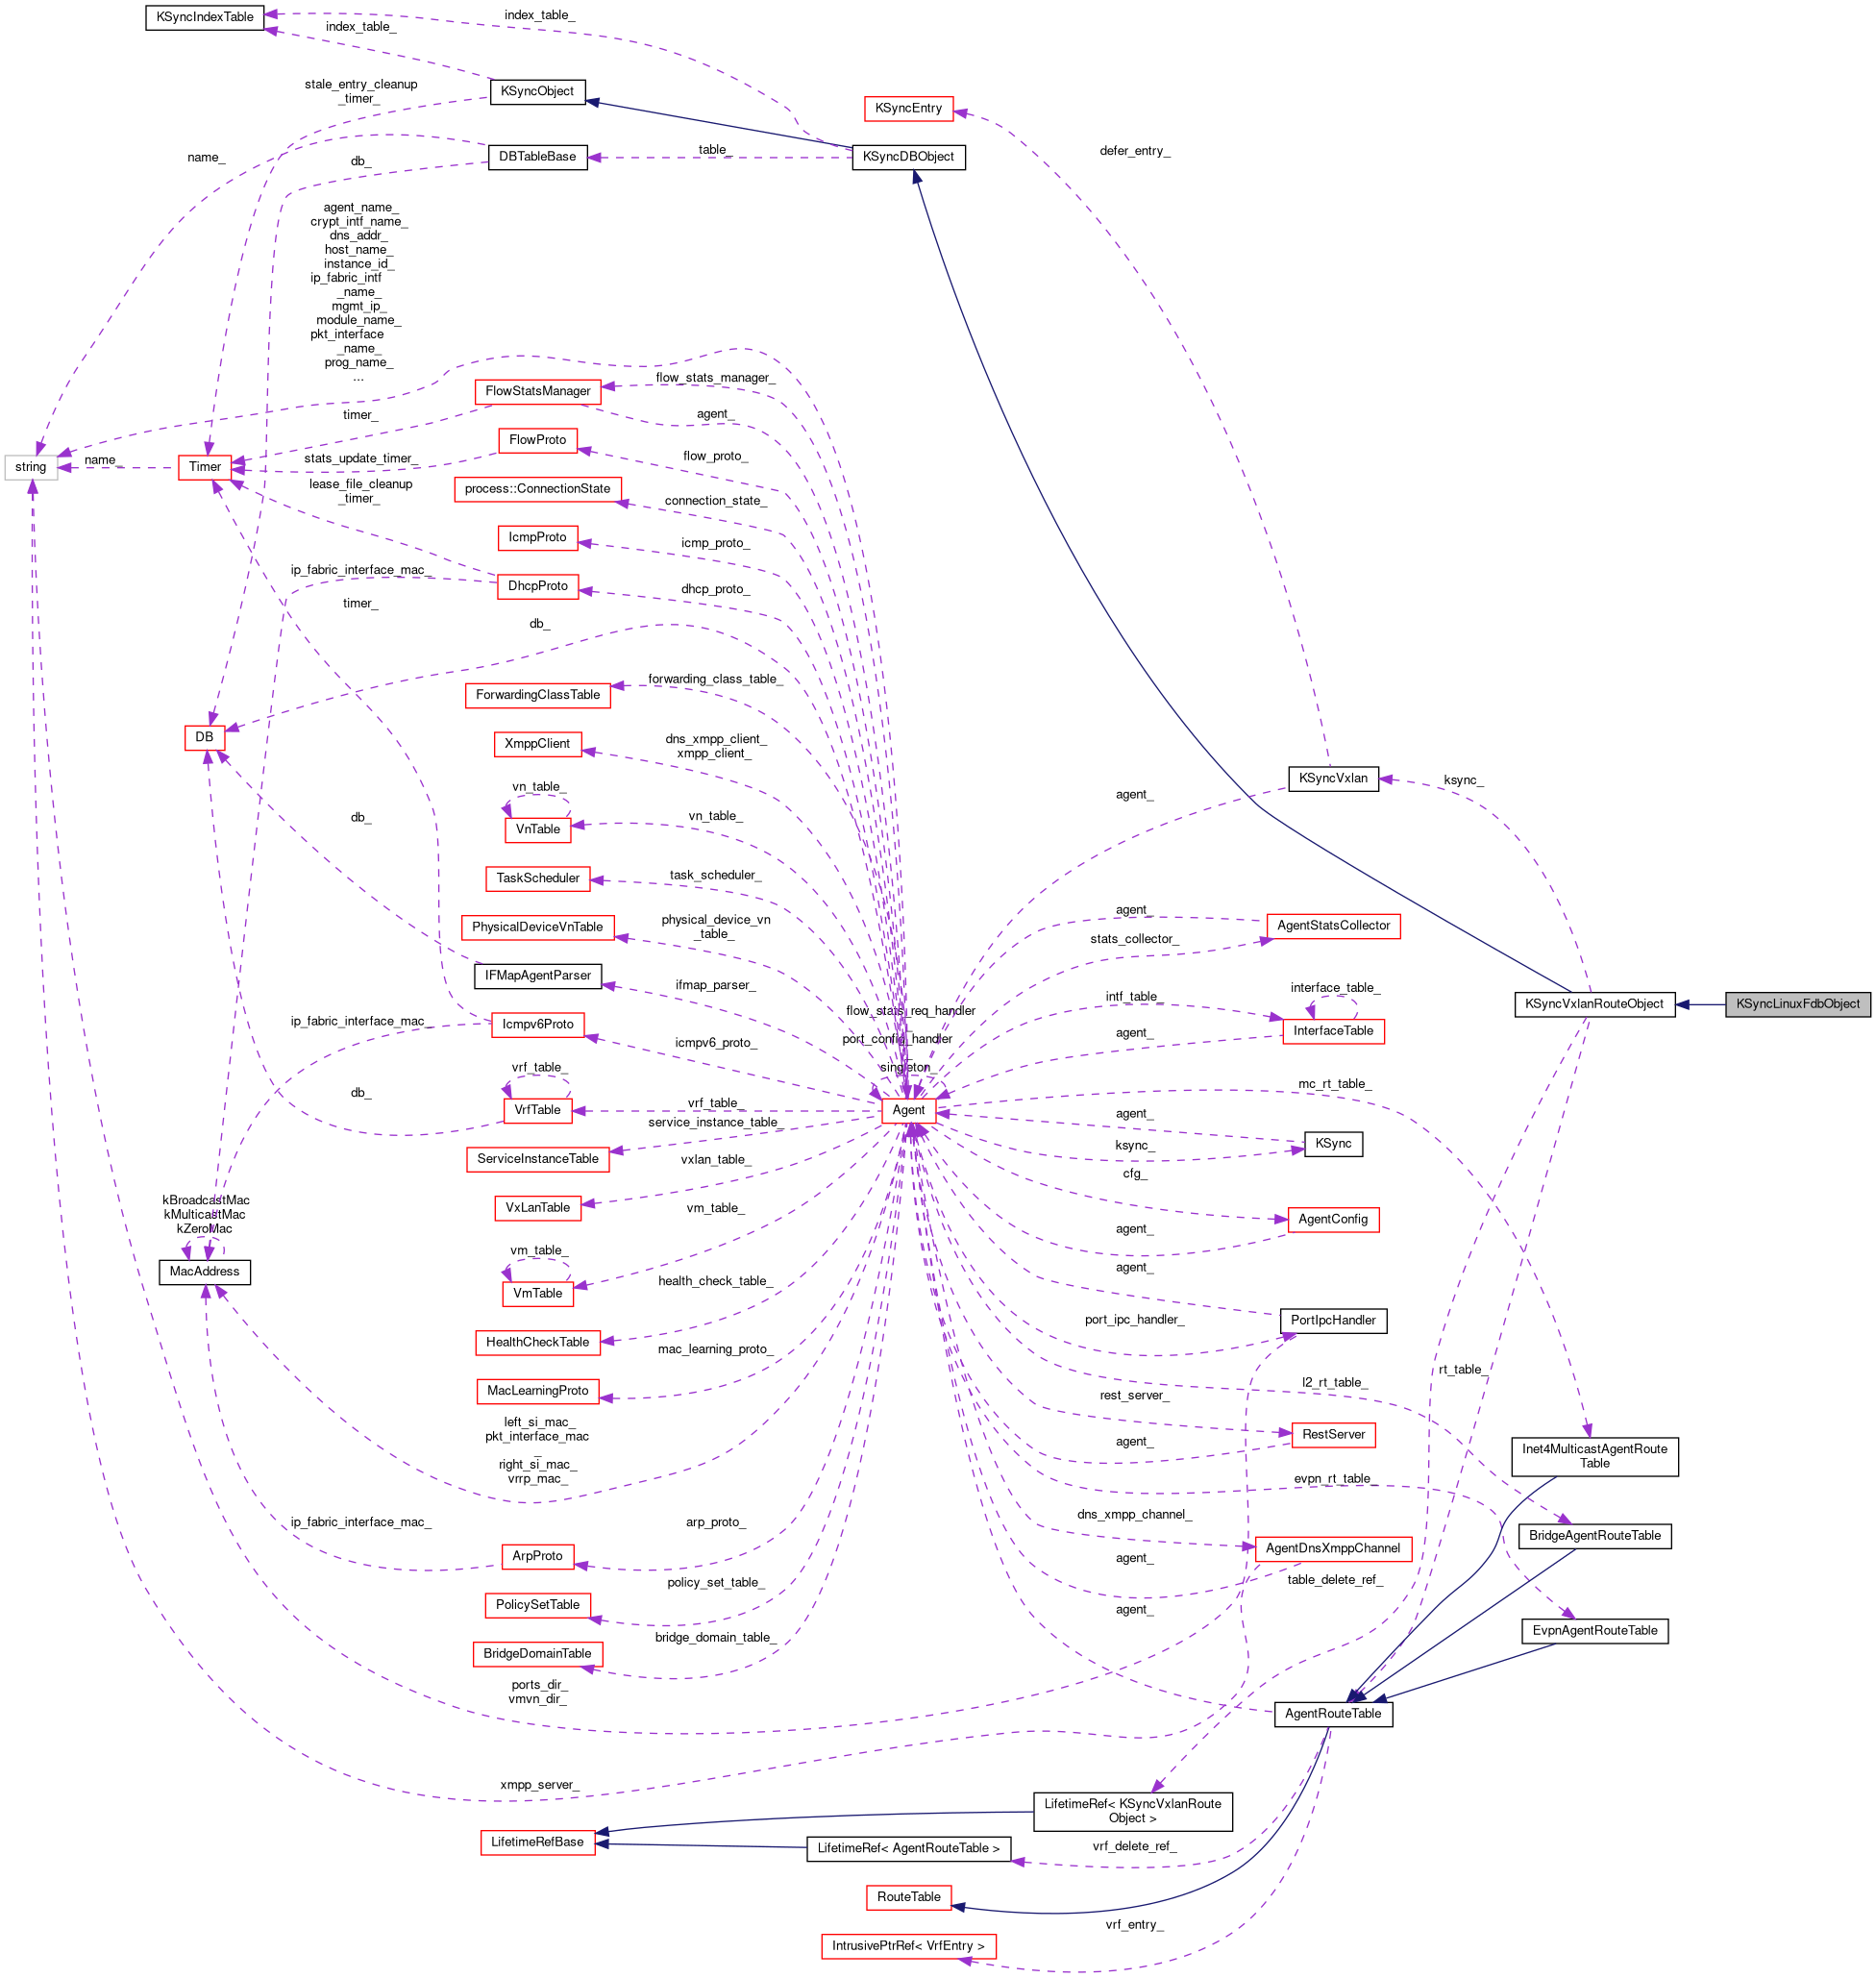 KSyncIndexTable
index_table_
index_table_
stale_entry_cleanup
_timer_
KSyncObject
KSyncEntry
name_
db_
DBTableBase
table_
KSyncDBObject
defer_entry_
agent_name_
crypt_intf_name_
dns_addr_
host_name_
instance_id_
ip_fabric_intf
_name_
mgmt_ip_
module_name_
pkt_interface
_name_
prog_name_
...
FlowStatsManager
flow_stats_manager_
timer_
agent_
FlowProto
string
name_
Timer
stats_update_timer_
flow_proto_
lease_file_cleanup
_timer_
process::ConnectionState
connection_state_
IcmpProto
icmp_proto_
ip_fabric_interface_mac_
DhcpProto
dhcp_proto_
timer_
db_
ForwardingClassTable
forwarding_class_table_
DB
XmppClient
dns_xmpp_client_
xmpp_client_
KSyncVxlan
ksync_
vn_table_
agent_
db_
VnTable
vn_table_
TaskScheduler
task_scheduler_
PhysicalDeviceVnTable
physical_device_vn
_table_
agent_
AgentStatsCollector
stats_collector_
IFMapAgentParser
ifmap_parser_
interface_table_
intf_table_
KSyncVxlanRouteObject
KSyncLinuxFdbObject
ip_fabric_interface_mac_
Icmpv6Proto
flow_stats_req_handler
_
port_config_handler
_
singleton_
InterfaceTable
agent_
icmpv6_proto_
vrf_table_
mc_rt_table_
db_
VrfTable
vrf_table_
Agent
service_instance_table_
agent_
KSync
ksync_
ServiceInstanceTable
vxlan_table_
cfg_
kBroadcastMac
kMulticastMac
kZeroMac
VxLanTable
vm_table_
AgentConfig
agent_
MacAddress
vm_table_
VmTable
health_check_table_
agent_
PortIpcHandler
port_ipc_handler_
HealthCheckTable
mac_learning_proto_
MacLearningProto
l2_rt_table_
rt_table_
rest_server_
left_si_mac_
pkt_interface_mac
_
right_si_mac_
vrrp_mac_
RestServer
agent_
Inet4MulticastAgentRoute
Table
evpn_rt_table_
ip_fabric_interface_mac_
arp_proto_
dns_xmpp_channel_
BridgeAgentRouteTable
ArpProto
AgentDnsXmppChannel
agent_
policy_set_table_
table_delete_ref_
PolicySetTable
agent_
EvpnAgentRouteTable
BridgeDomainTable
bridge_domain_table_
ports_dir_
vmvn_dir_
AgentRouteTable
xmpp_server_
LifetimeRef< KSyncVxlanRoute
Object >
LifetimeRefBase
LifetimeRef< AgentRouteTable >
vrf_delete_ref_
RouteTable
vrf_entry_
IntrusivePtrRef< VrfEntry >